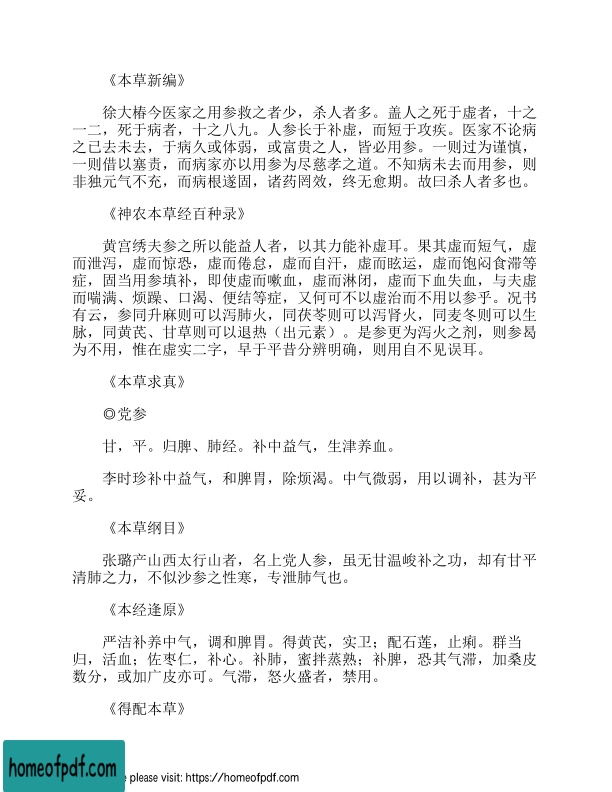 《本草新编》
徐大椿今医家之用参救之者少，杀人者多。盖人之死于虚者，十之
一二，死于病者，十之八九。人参长于补虚，而短于攻疾。医家不论病
之已去未去，于病久或体弱，或富贵之人，皆必用参。一则过为谨慎，
一则借以塞责，而病家亦以用参为尽慈孝之道。不知病未去而用参，则
非独元气不充，而病根遂固，诸药罔效，终无愈期。故曰杀人者多也。
《神农本草经百种录》
黄宫绣夫参之所以能益人者，以其力能补虚耳。果其虚而短气，虚
而泄泻，虚而惊恐，虚而倦怠，虚而自汗，虚而眩运，虚而饱闷食滞等
症，固当用参填补，即使虚而嗽血，虚而淋闭，虚而下血失血，与夫虚
而喘满、烦躁、口渴、便结等症，又何可不以虚治而不用以参乎。况书
有云，参同升麻则可以泻肺火，同茯苓则可以泻肾火，同麦冬则可以生
脉，同黄芪、甘草则可以退热（出元素）。是参更为泻火之剂，则参曷
为不用，惟在虚实二字，早于平昔分辨明确，则用自不见误耳。
《本草求真》
◎党参
甘，平。归脾、肺经。补中益气，生津养血。
李时珍补中益气，和脾胃，除烦渴。中气微弱，用以调补，甚为平
妥。
《本草纲目》
张璐产山西太行山者，名上党人参，虽无甘温峻补之功，却有甘平
清肺之力，不似沙参之性寒，专泄肺气也。
《本经逢原》
严洁补养中气，调和脾胃。得黄芪，实卫；配石莲，止痢。群当
归，活血；佐枣仁，补心。补肺，蜜拌蒸熟；补脾，恐其气滞，加桑皮
数分，或加广皮亦可。气滞，怒火盛者，禁用。
《得配本草》
homeofpdf.com
e please visit: https://homeofpdf.com